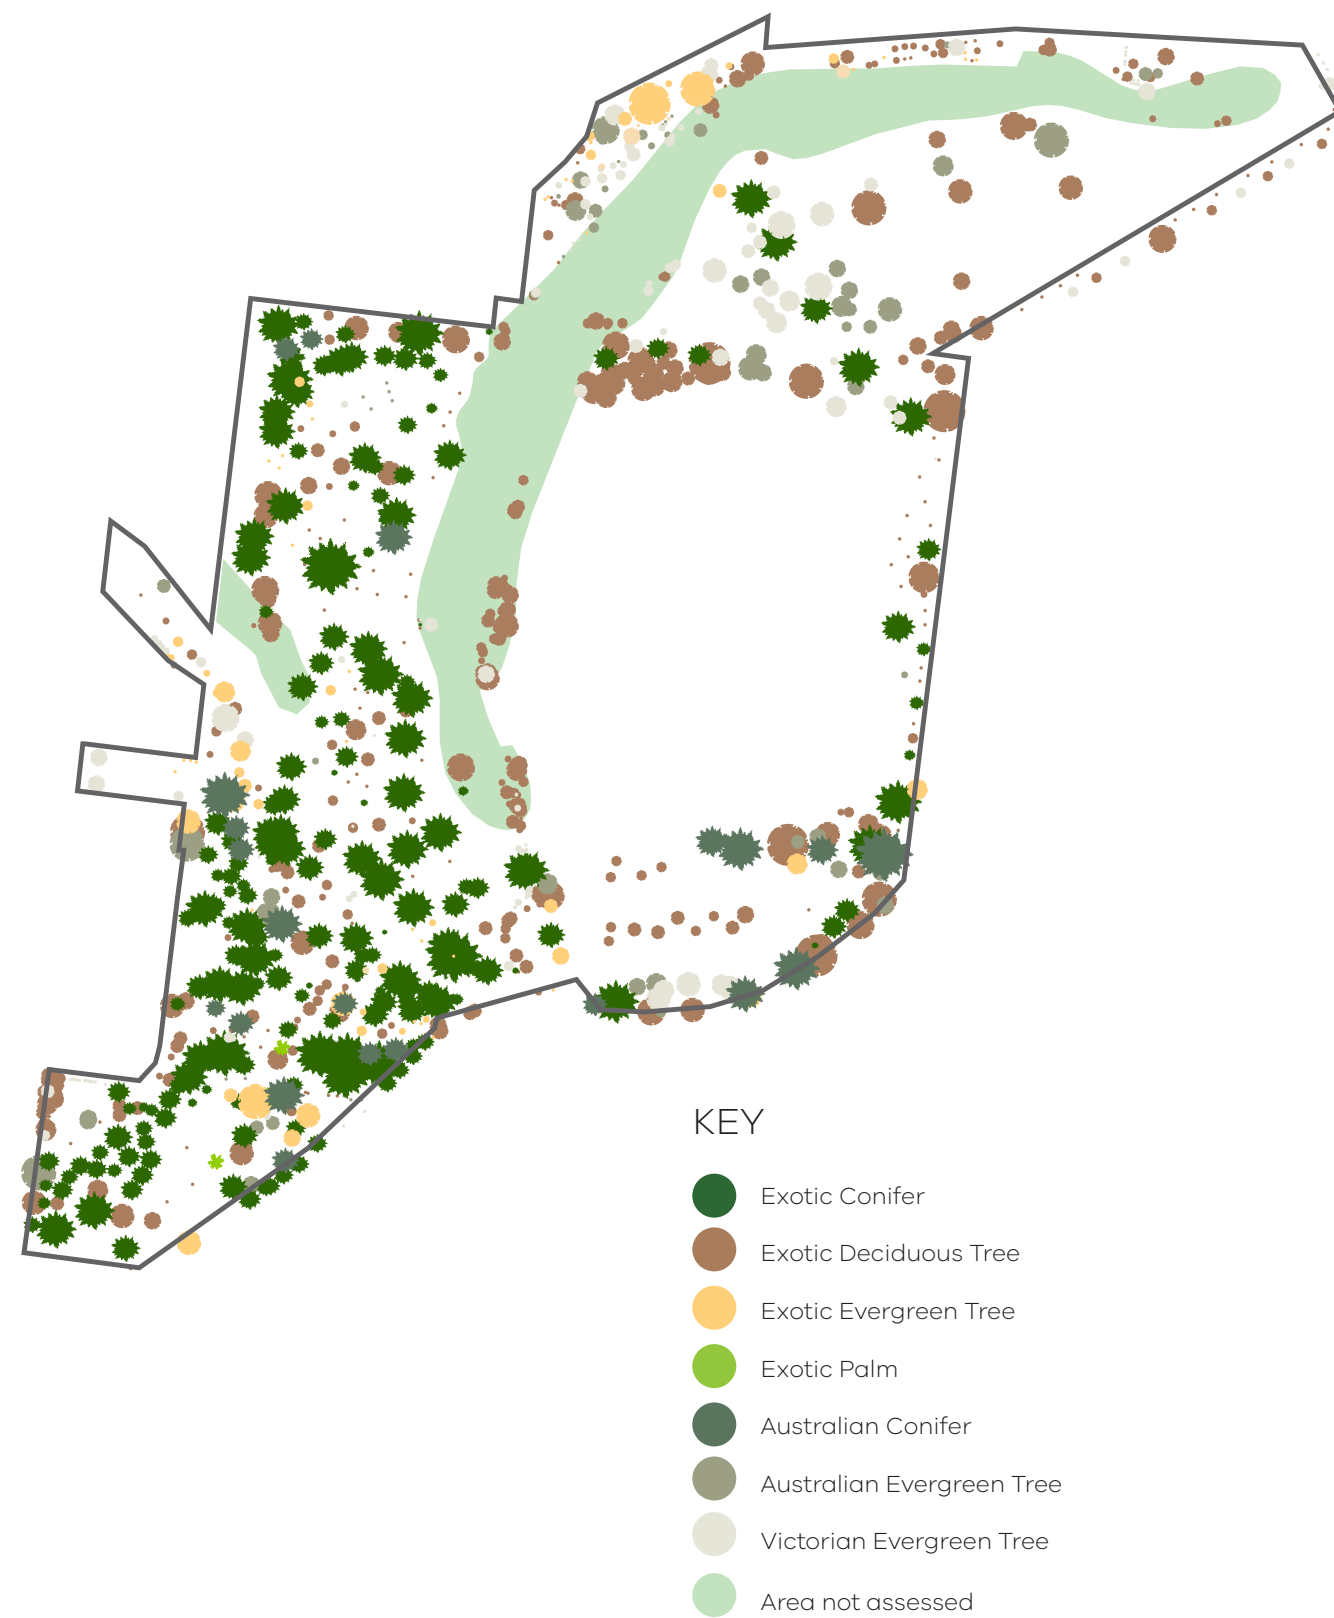 KEY
Exotic Conifer
Exotic Deciduous Tree
Exotic Evergreen Tree
Exotic Palm
Australian Conifer
Australian Evergreen Tree
Victorian Evergreen Tree
Area not assessed